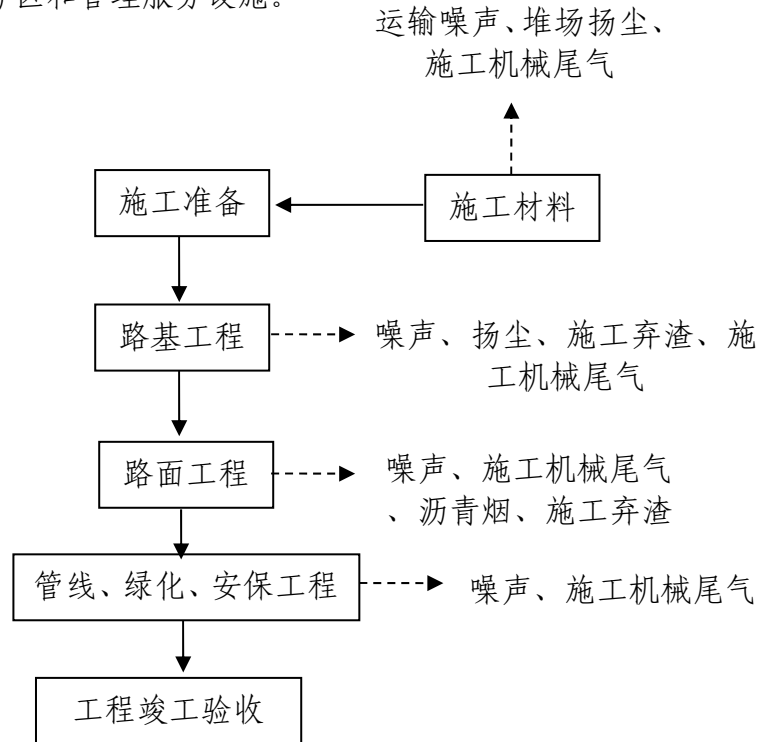 区和管理服务设施。
运输噪声、堆场扬尘、
施工机械尾气
施工准备
施工材料
路基工程
噪声、扬尘、施工弃渣、施
工机械尾气
路面工程
噪声、施工机械尾气
、沥青烟、施工弃渣
管线、绿化、安保工程
噪声、施工机械尾气
工程竣工验收